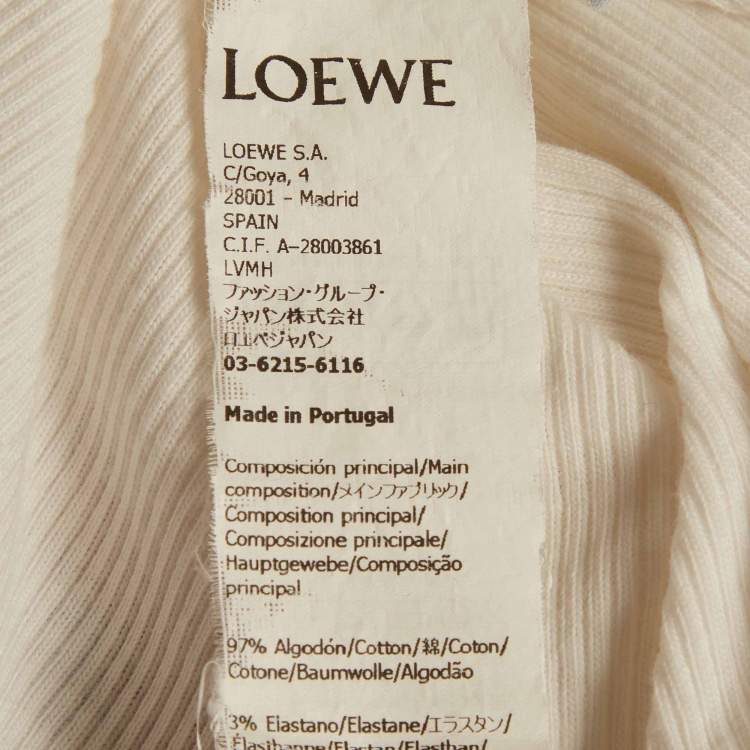 LOEWE
LOEWE S.A.
C/Goya, 4
28001 – Madrid
SPAIN
C.I.F. A–28003861
LVMH
ファッション・グループ・
ジャパン株式会社
ロエベジャパン
03-6215-6116
Made in Portugal
Composición principal/Main
composition/メインファブリック/
Composition principal/
Composizione principale/
Hauptgewebe/Composição
principal
97% Algodón/Cotton/綿/Coton/
Cotone/Baumwolle/Algodão
3% Elastano/Elastane/エラスタン/
Élasthanne/Elastan/Elasthan/